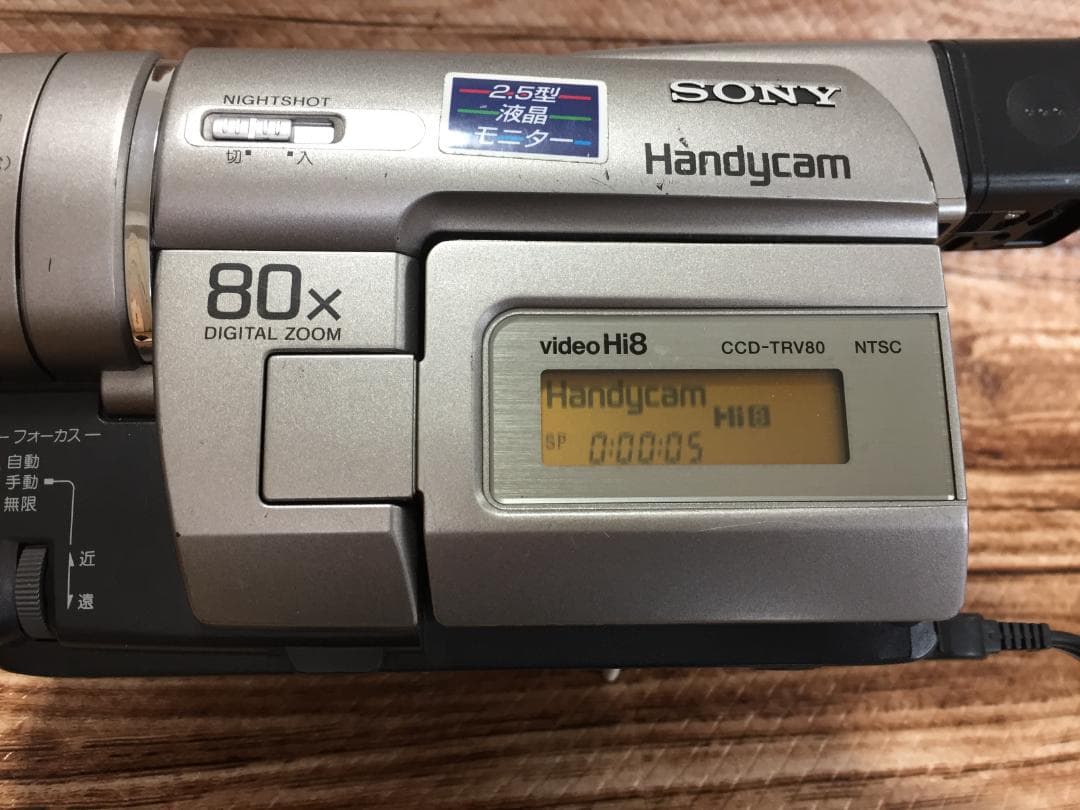 NIGHTSHOT
切 入
2.5型
液晶
モニター
SONY
Handycam
80x
DIGITAL ZOOM
video Hi8 CCD-TRV80 NTSC
Handycam
Hi8
SP 0:00:05
フォーカス
自動
手動
無限
近
遠